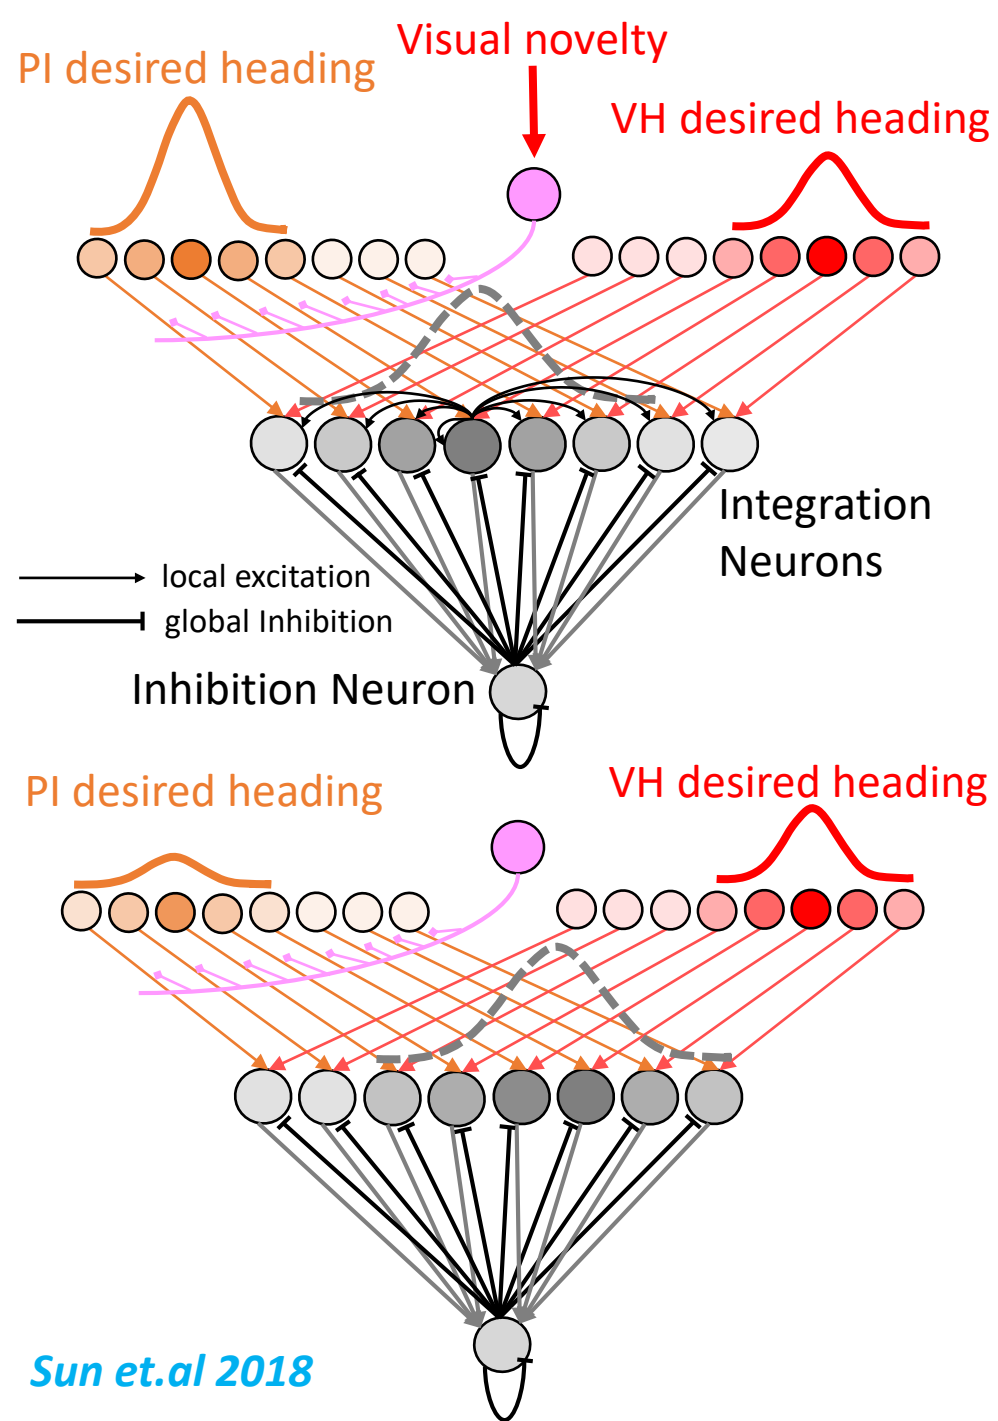 Visual novelty
PI desired heading
VH desired heading
Integration
Neurons
local excitation
global Inhibition
Inhibition Neuron
PI desired heading
VH desired heading
Sun et.al 2018